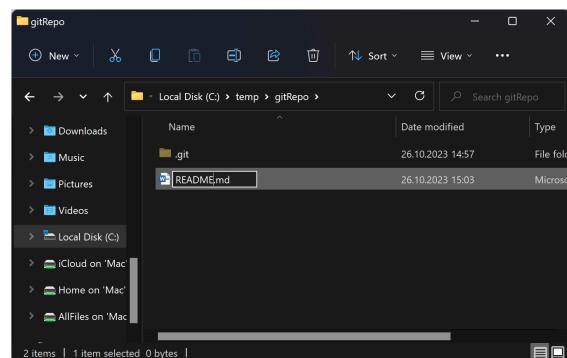 gitRepo
New
Sort
View
Local Disk (C:) > temp > gitRepo >
Search gitRepo
Name
Date modified
Type
Downloads
Music
Pictures
Videos
Local Disk (C:)
iCloud on 'Mac'
Home on 'Mac'
AllFiles on 'Mac
.git
26.10.2023 14:57
File fold
README.md
26.10.2023 15:03
Microso
2 items | 1 item selected 0 bytes |